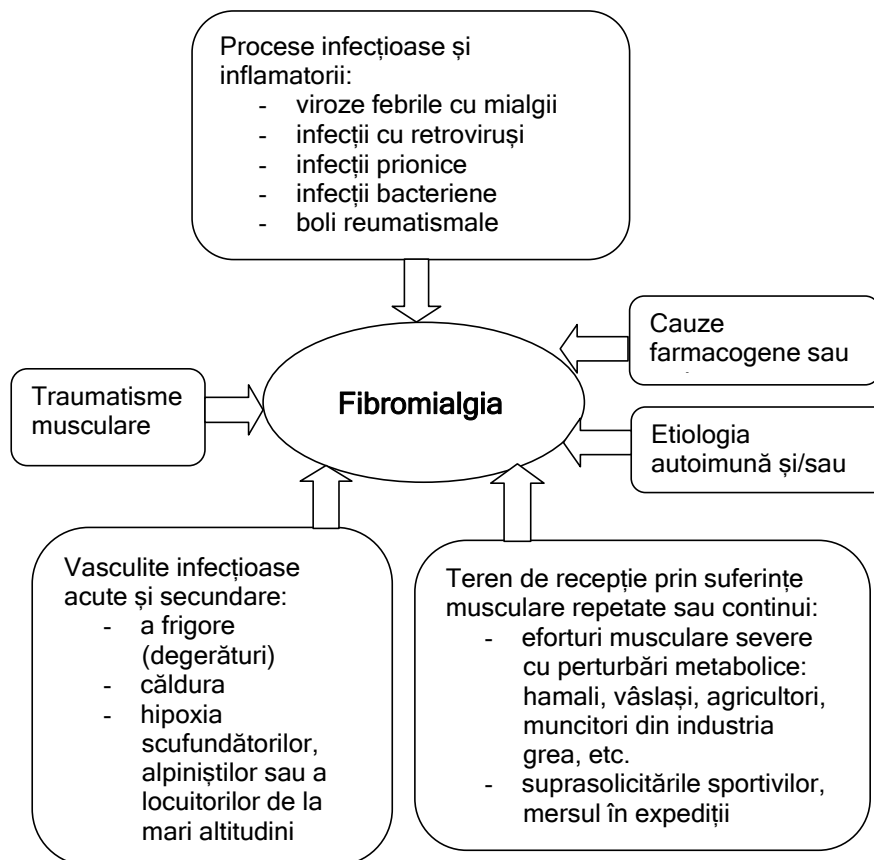 Procese infecțioase și
inflamatorii:
- viroze febrile cu mialgii
- infecții cu retroviruși
- infecții prionice
- infecții bacteriene
- boli reumatismale
Cauze
farmacogene sau
Traumatisme
musculare
Fibromialgia
Etiologia
autoimună și/sau
Vasculite infecțioase
acute și secundare:
- a frigore
(degerături)
- căldura
- hipoxia
scufundătorilor,
alpiniștilor sau a
locuitorilor de la
mari altitudini
Teren de recepție prin suferințe
musculare repetate sau continui:
- eforturi musculare severe
cu perturbări metabolice:
hamali, vâslași, agricultori,
muncitori din industria
grea, etc.
- suprasolicitările sportivilor,
mersul în expediții